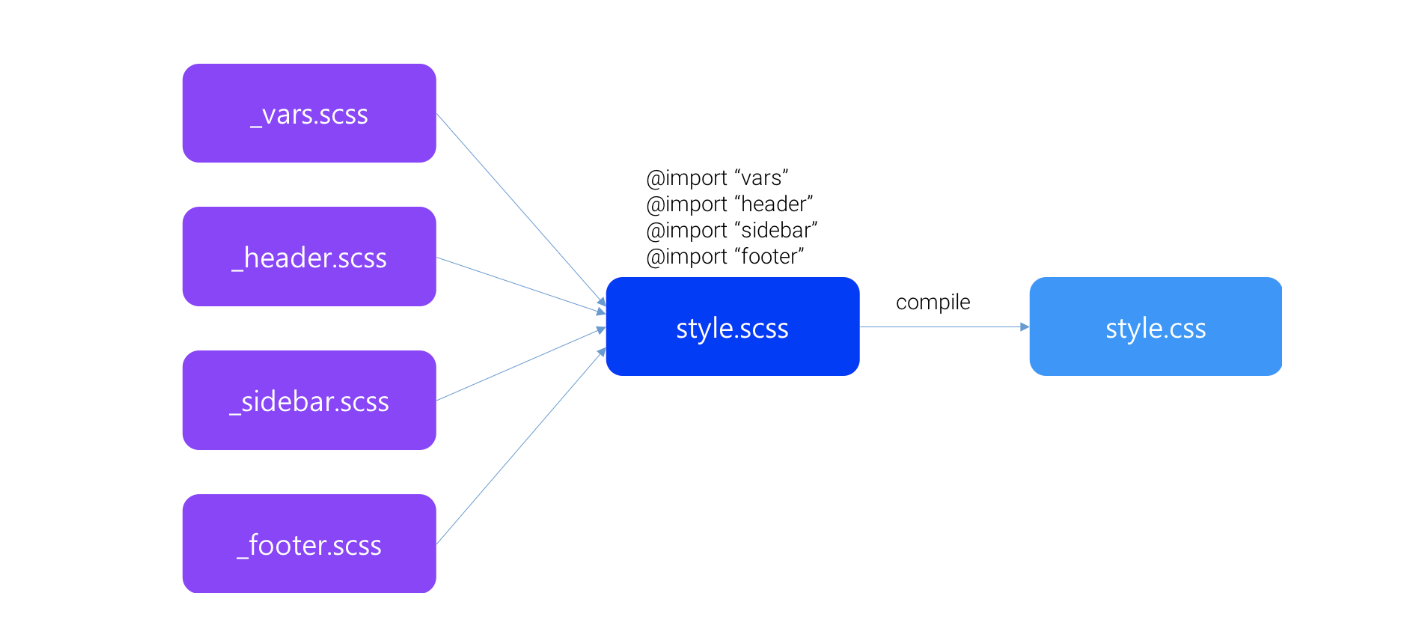 _vars.scss
_header.scss
_sidebar.scss
_footer.scss
@import “vars”
@import “header”
@import “sidebar”
@import “footer”
style.scss
compile
style.css